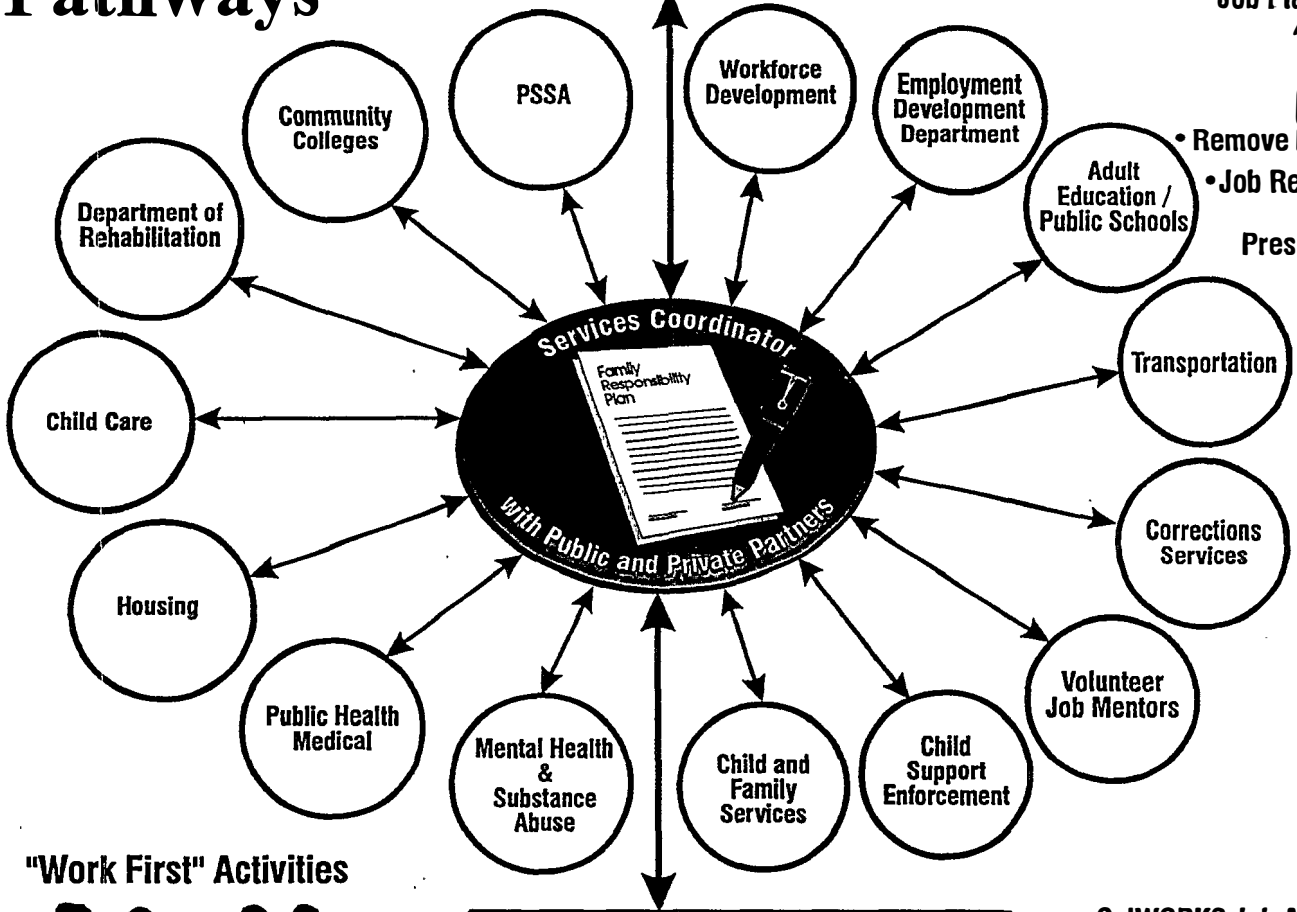 Pathways
PSSA
Workforce
Development
Employment
Development
Department
Community
Colleges
• Remove
Adult
Education /
Public Schools
• Job Re
Pres
Department of
Rehabilitation
Services Coordinator
Family
Responsibility
Plan
Transportation
Child Care
with Public and Private Partners
Corrections
Services
Housing
Volunteer
Job Mentors
Public Health
Medical
Mental Health
&
Substance
Abuse
Child and
Family
Services
Child
Support
Enforcement
"Work First" Activities